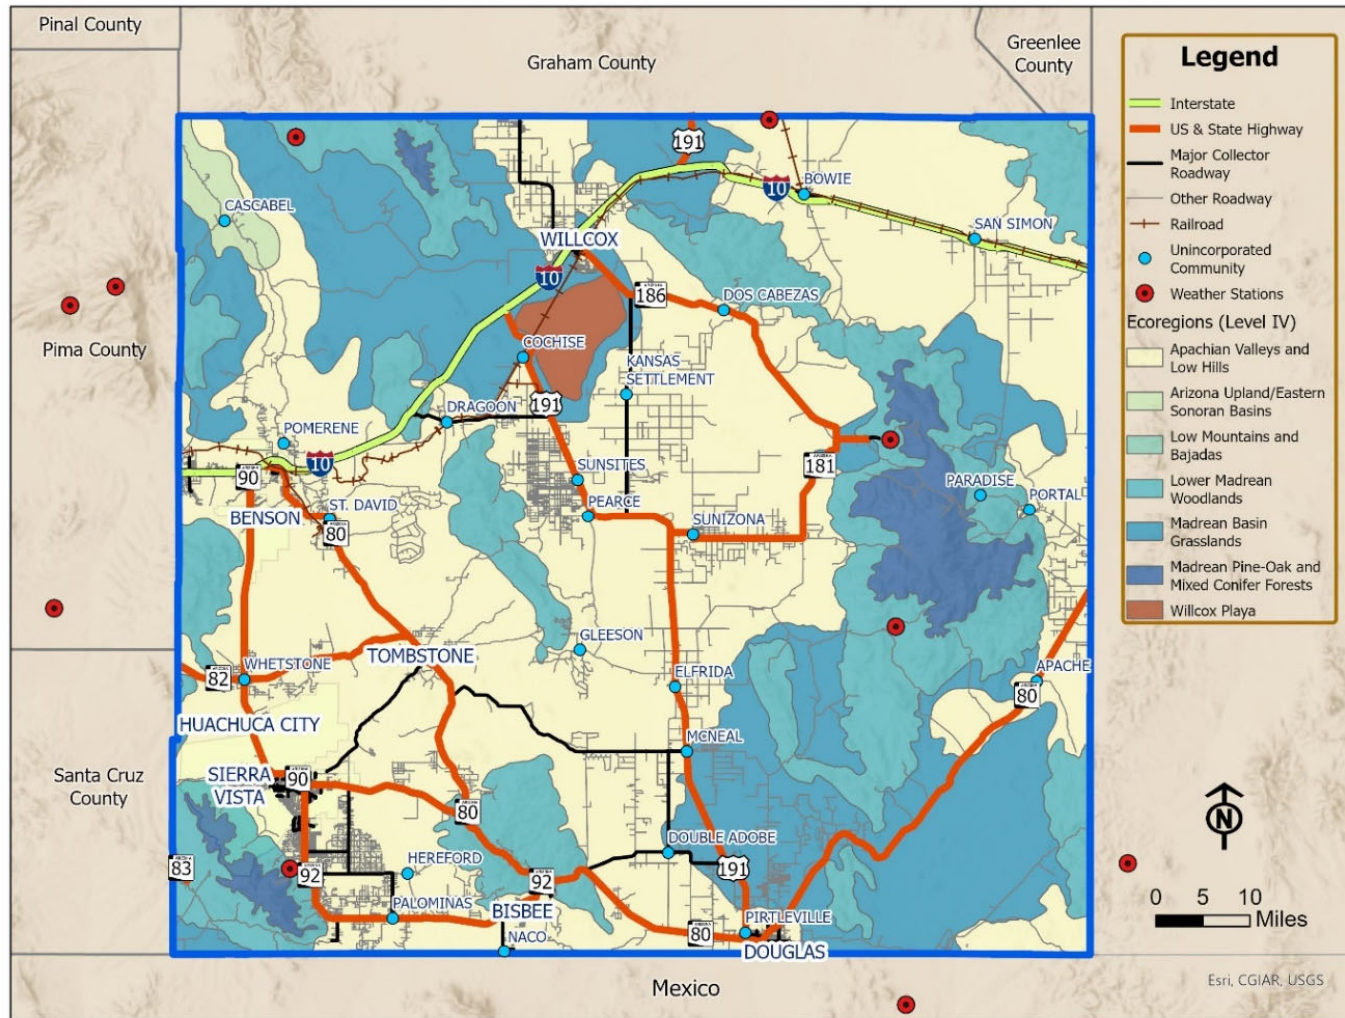 Pinal County
Graham County
Greenlee
County
Legend
Interstate
US & State Highway
Major Collector
Roadway
Other Roadway
Railroad
Unincorporated
Community
Weather Stations
Ecoregions (Level IV)
Apachian Valleys and
Low Hills
Arizona Upland/Eastern
Sonoran Basins
Low Mountains and
Bajadas
Lower Madrean
Woodlands
Madrean Basin
Grasslands
Madrean Pine-Oak and
Mixed Conifer Forests
Willcox Playa
191
10
BOWIE
CASCABEL
SAN SIMON
WILLCOX
10
186
DOS CABEZAS
Pima County
COCHISE
KANSAS
SETTLEMENT
191
DRAGOON
POMERENE
10
90
181
SUNSITES
PARADISE
PORTAL
BENSON
ST. DAVID
PEARCE
SUNIZONA
80
GLEESON
TOMBSTONE
82
WHETSTONE
ELFRIDA
APACHE
80
HUACHUCA CITY
MCNEAL
Santa Cruz
County
SIERRA
VISTA
90
80
DOUBLE ADOBE
83
92
HEREFORD
92
191
PALOMINAS
BISBEE
PIRTLEVILLE
80
NACO
DOUGLAS
Mexico
N
0 5 10
Miles
Esri, CGIAR, USGS